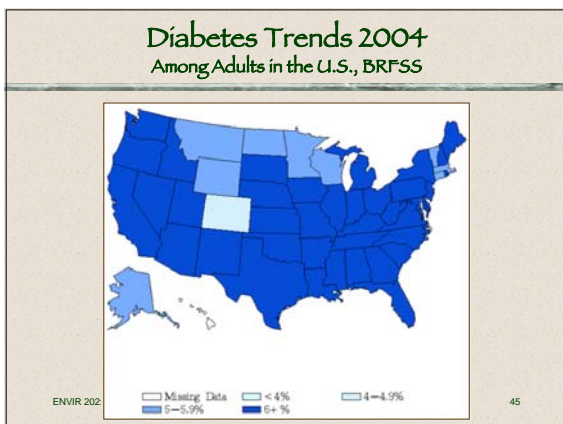 Diabetes Trends 2004
Among Adults in the U.S., BRFSS
Missing Data <4% 4–4.9%
5–5.9% 6+ %
ENVIR 202 45